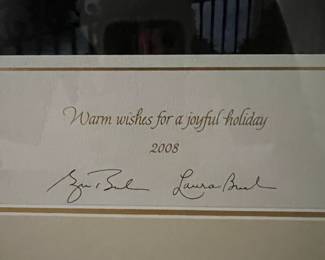 Warm wishes for a joyful holiday
2008
Laura Bush